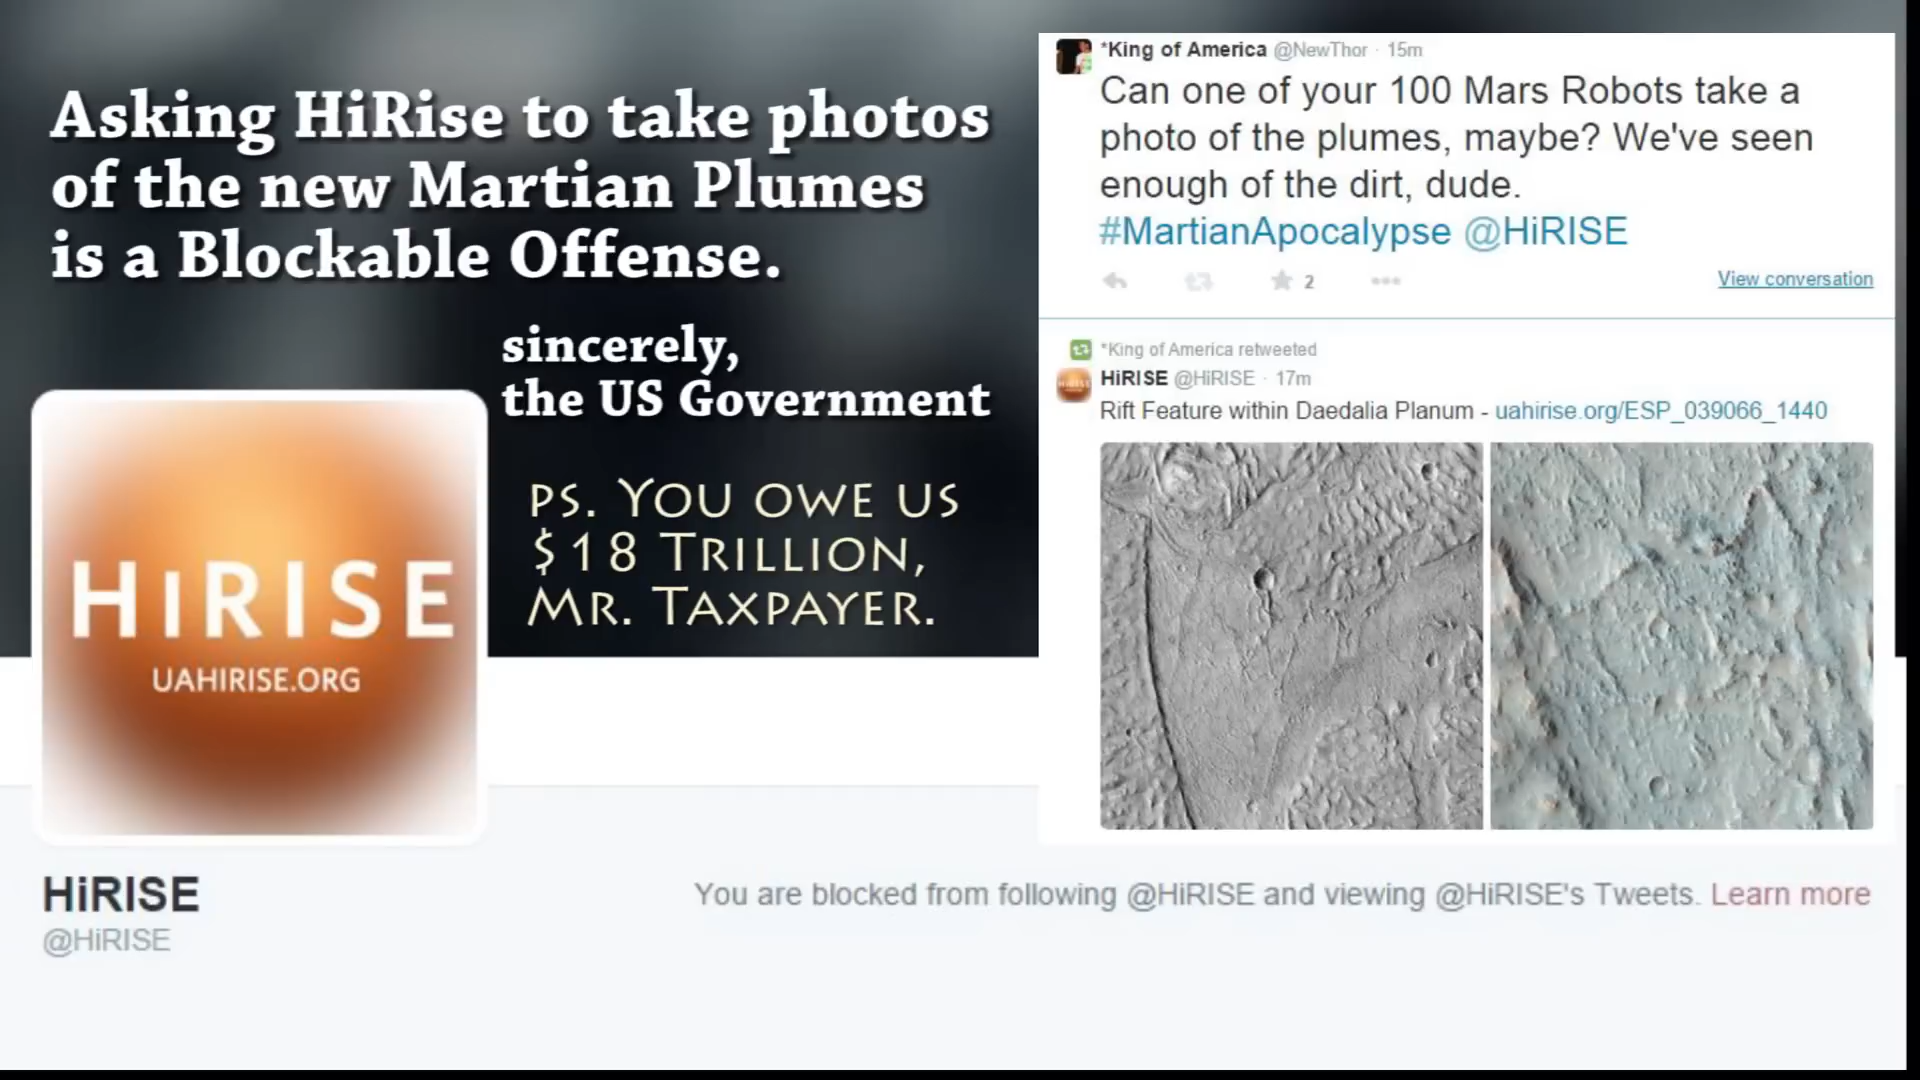 Asking HiRise to take photos
of the new Martian Plumes
is a Blockable Offense.
sincerely,
the US Government
PS. YOU OWE US
$18 TRILLION,
MR. TAXPAYER.
HiRISE
UAHIRISE.ORG
HiRISE
@HiRISE
*King of America @NewThor · 15m
Can one of your 100 Mars Robots take a
photo of the plumes, maybe? We've seen
enough of the dirt, dude.
#MartianApocalypse @HiRISE
2
View conversation
*King of America retweeted
HiRISE
HiRISE @HiRISE · 17m
Rift Feature within Daedalia Planum - uahirise.org/ESP_039066_1440
You are blocked from following @HiRISE and viewing @HiRISE's Tweets. Learn more